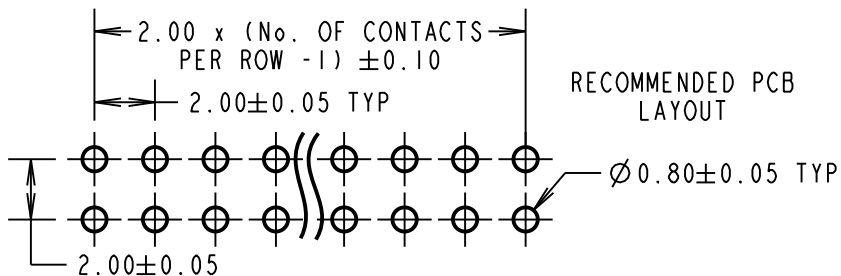 2.00 x (No. OF CONTACTS
PER ROW -1) ±0.10
2.00±0.05 TYP
RECOMMENDED PCB
LAYOUT
Ø0.80±0.05 TYP
2.00±0.05